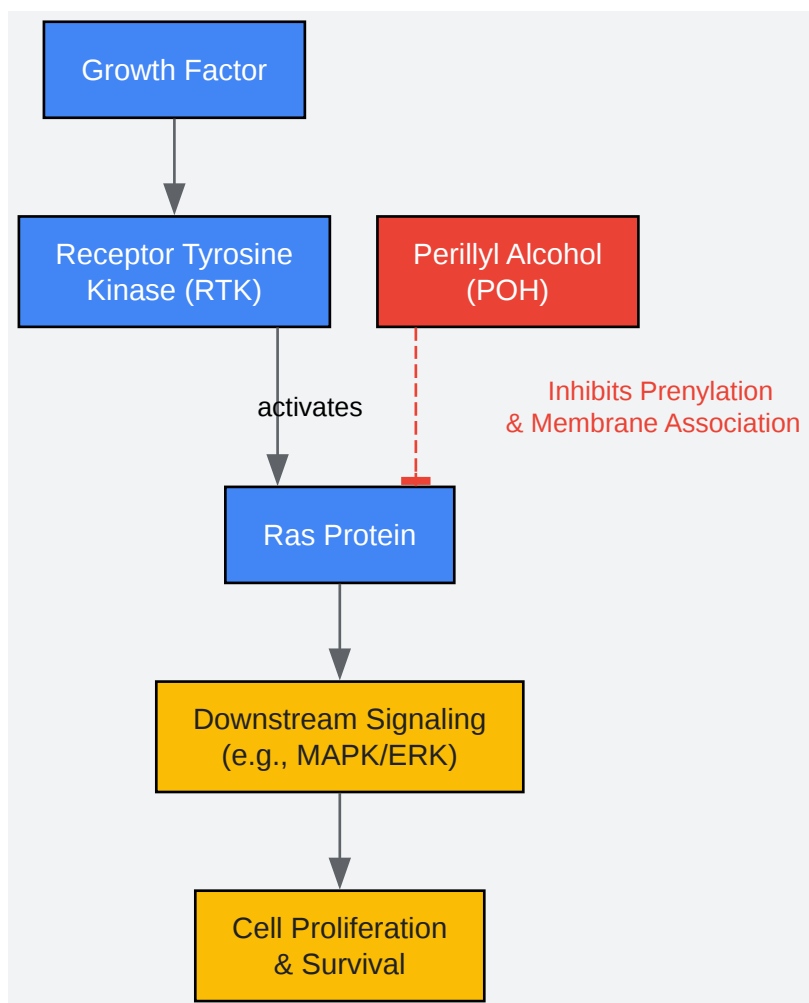 Growth Factor
Receptor Tyrosine
Kinase (RTK)
Perillyl Alcohol
(POH)
activates
Inhibits Prenylation
& Membrane Association
Ras Protein
Downstream Signaling
(e.g., MAPK/ERK)
Cell Proliferation
& Survival